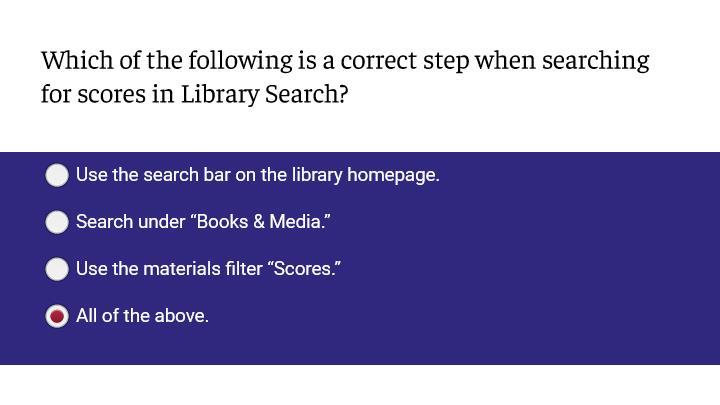 Which of the following is a correct step when searching
for scores in Library Search?
Use the search bar on the library homepage.
Search under “Books & Media.”
Use the materials filter “Scores.”
All of the above.